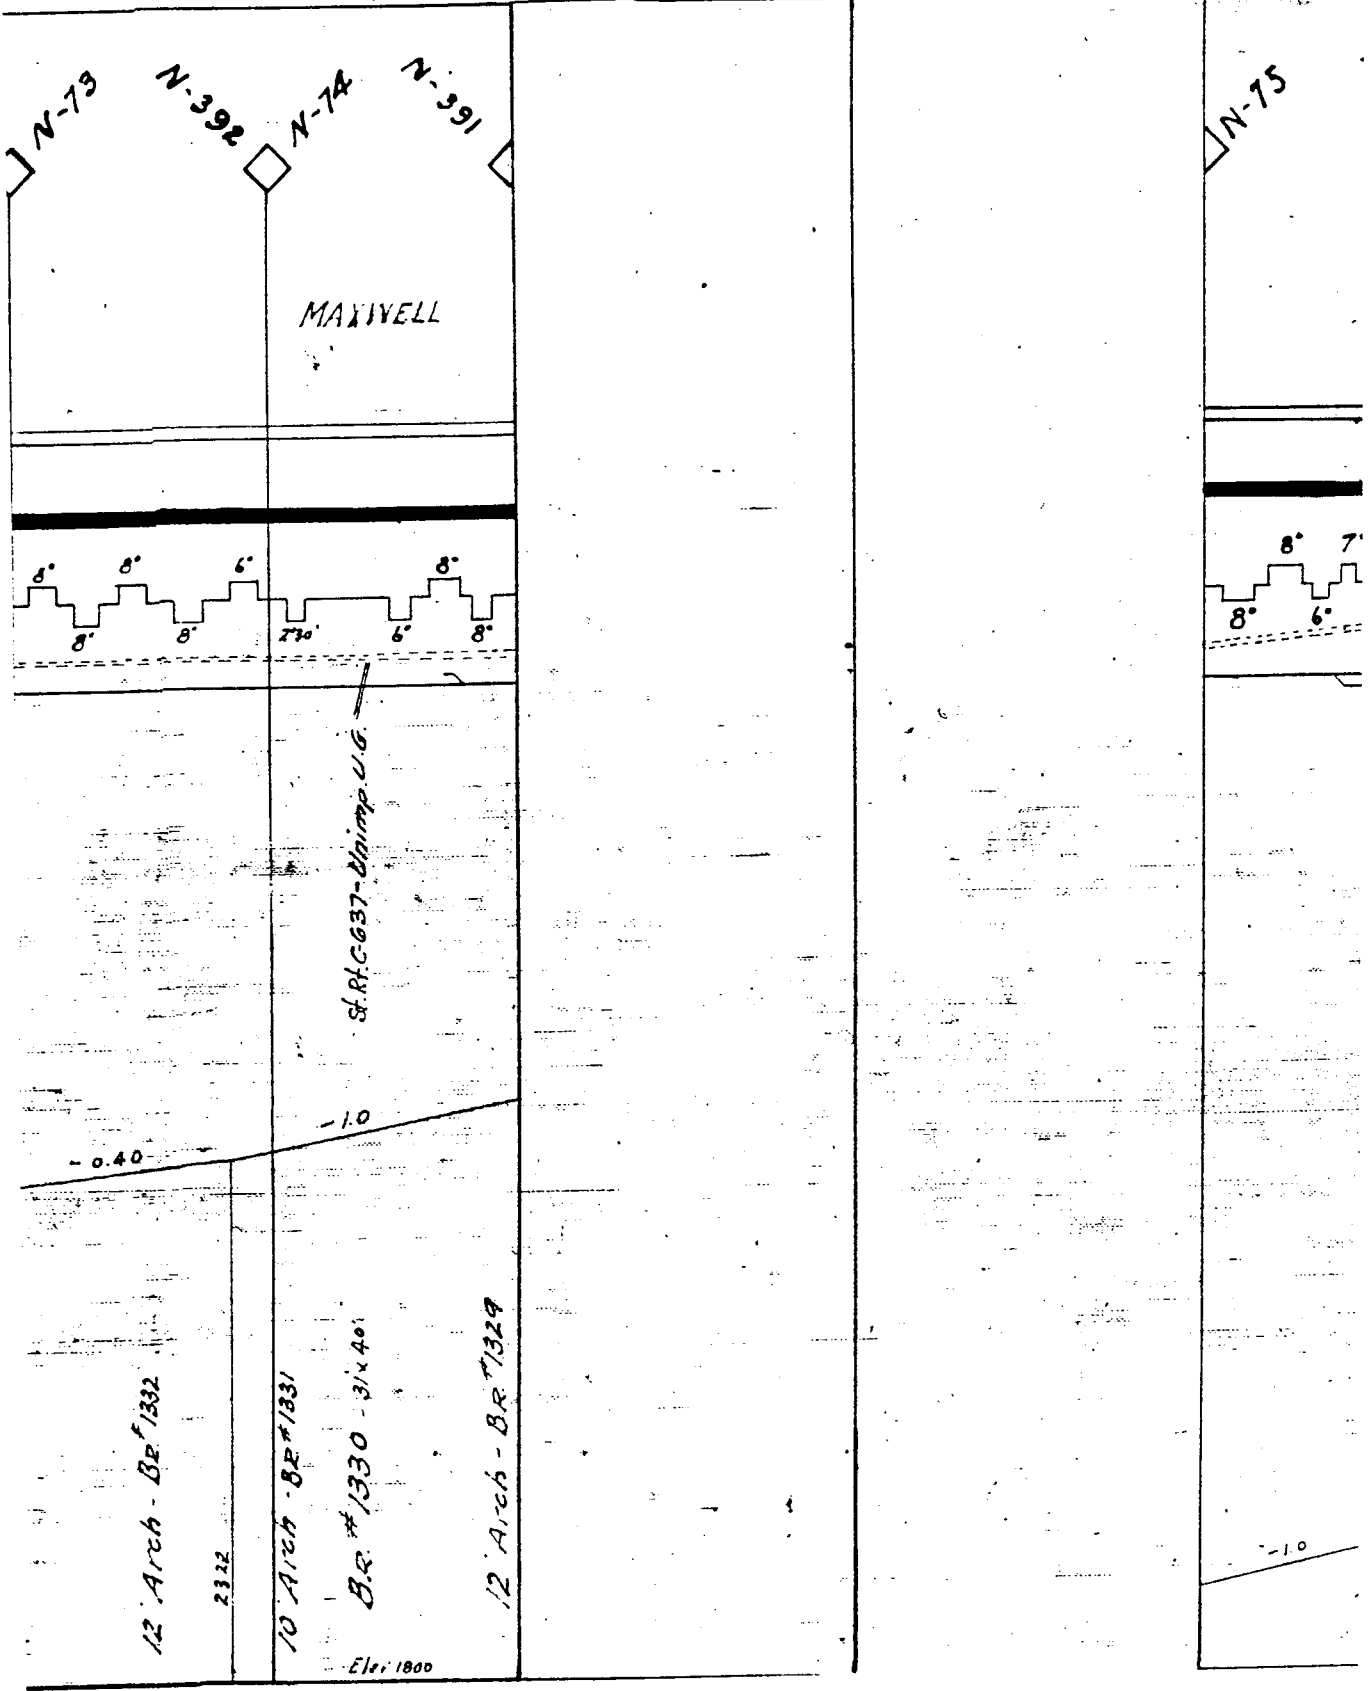 N-73
N-392
N-74
N-391
N-75
MAXWELL
8° 8° 6° 8°
8° 8° 2°30' 6° 8°
8° 7°
8° 6°
St. Rt. C637-Unimp. U.G.
-1.0
-0.40
12' Arch - Br. #1332
2322
10' Arch - Br. #1331
Br. #1330 - 31x40'
12' Arch - Br. #1329
Elev 1800
-1.0